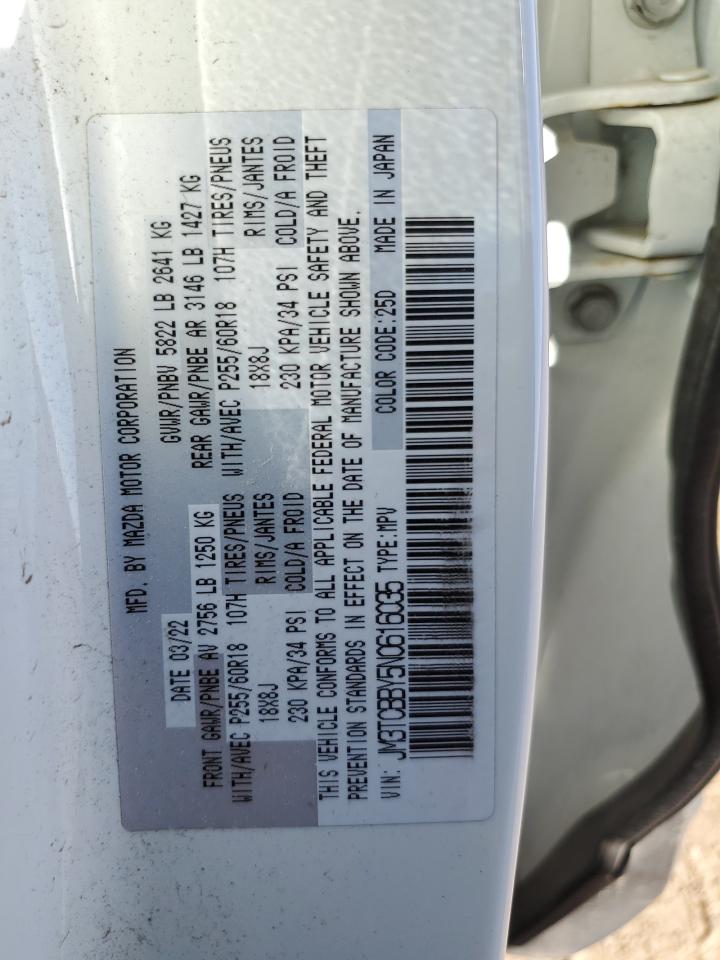 MFD. BY MAZDA MOTOR CORPORATION
DATE 03/22 GVWR/PNBV 5822 LB 2641 KG
FRONT GAWR/PNBE AV 2756 LB 1250 KG REAR GAWR/PNBE AR 3146 LB 1427 KG
WITH/AVEC P255/60R18 107H TIRES/PNEUS WITH/AVEC P255/60R18 107H TIRES/PNEUS
18X8J RIMS/JANTES 18X8J RIMS/JANTES
230 KPA/34 PSI COLD/A FROID 230 KPA/34 PSI COLD/A FROID
THIS VEHICLE CONFORMS TO ALL APPLICABLE FEDERAL MOTOR VEHICLE SAFETY AND THEFT
PREVENTION STANDARDS IN EFFECT ON THE DATE OF MANUFACTURE SHOWN ABOVE.
VIN: JM3TCBBY5N0616035 TYPE:MPV COLOR CODE:25D MADE IN JAPAN